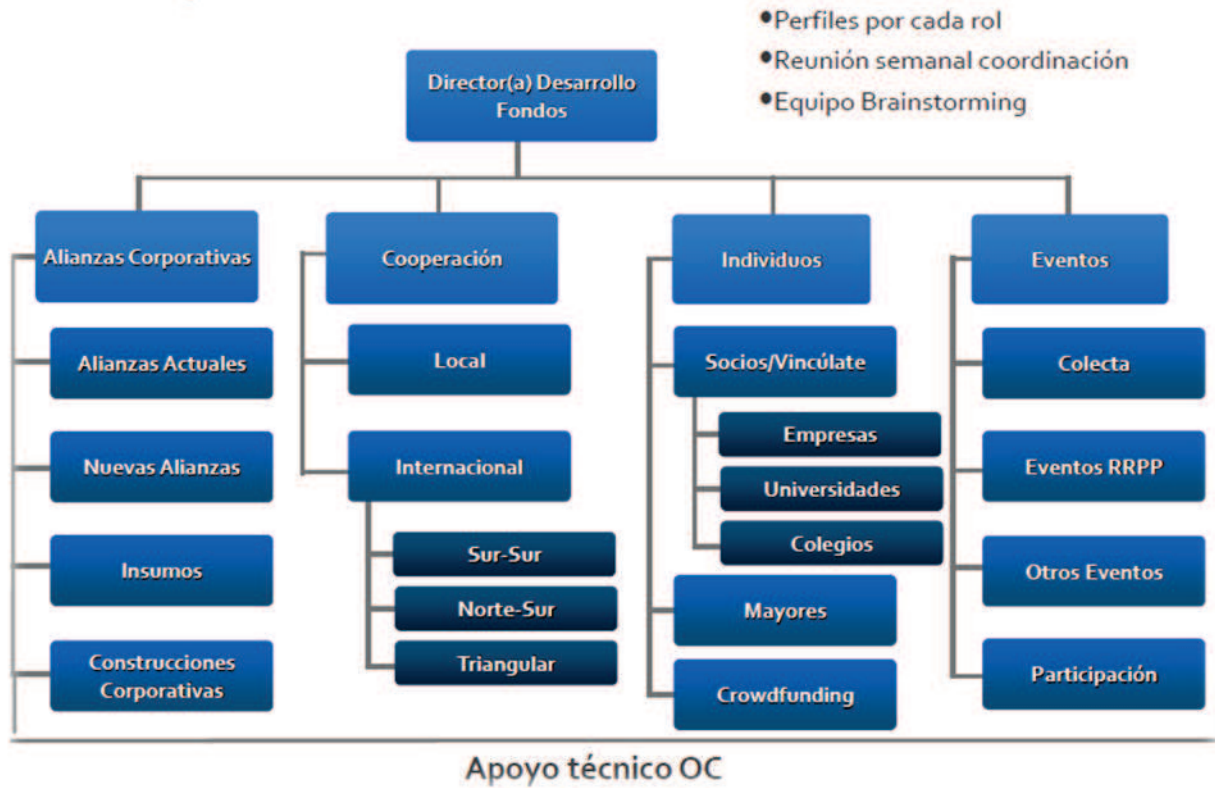 •Perfiles por cada rol
•Reunión semanal coordinación
•Equipo Brainstorming
Director(a) Desarrollo
Fondos
Alianzas Corporativas
Alianzas Actuales
Nuevas Alianzas
Insumos
Construcciones
Corporativas
Cooperación
Local
Internacional
Sur-Sur
Norte-Sur
Triangular
Individuos
Socios/Vincúlate
Empresas
Universidades
Colegios
Mayores
Crowdfunding
Eventos
Colecta
Eventos RRPP
Otros Eventos
Participación
Apoyo técnico OC